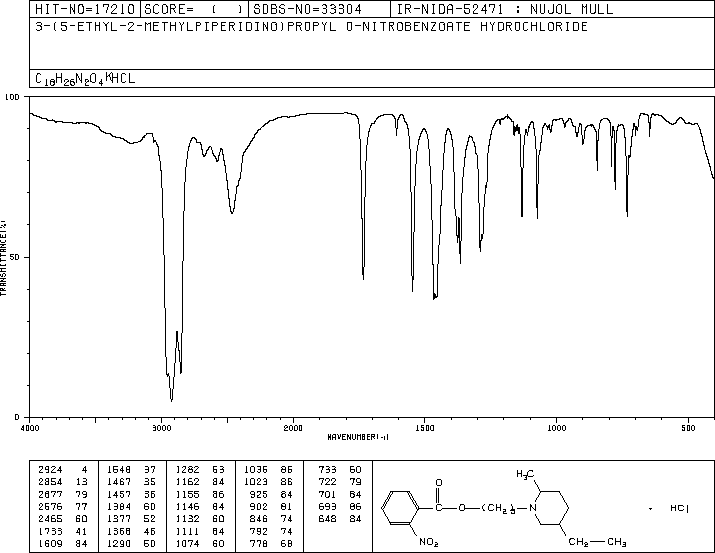 HIT-NO=17210 SCORE= ( ) SDBS-NO=33304 IR-NIDA-52471 : NUJOL MULL
3-(5-ETHYL-2-METHYLPIPERIDINO)PROPYL O-NITROBENZOATE HYDROCHLORIDE
C18H26N2O4KHCL
100
50
0
TRANSMITTANCE(%)
4000 3000 2000 1500 1000 500
WAVENUMBER(-1)
2924 4 1548 37 1282 53 1036 86 733 60
2854 13 1467 35 1162 84 1023 86 722 79
2677 79 1457 36 1155 86 925 84 701 84
2576 77 1384 60 1146 84 902 81 693 86
2465 60 1377 52 1132 60 846 74 648 84
1733 41 1368 46 1111 84 792 74
1609 84 1290 50 1074 60 778 68
H3C
O
C—O—(CH2)3—N
· HCl
NO2
CH2—CH3